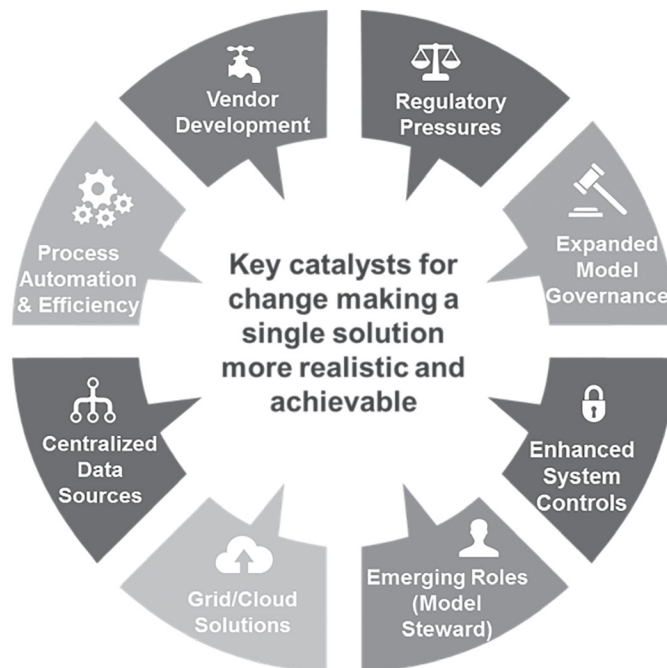 Vendor
Development
Regulatory
Pressures
Process
Automation
& Efficiency
Expanded
Model
Governance
Key catalysts for
change making a
single solution
more realistic and
achievable
Centralized
Data
Sources
Enhanced
System
Controls
Grid/Cloud
Solutions
Emerging Roles
(Model
Steward)